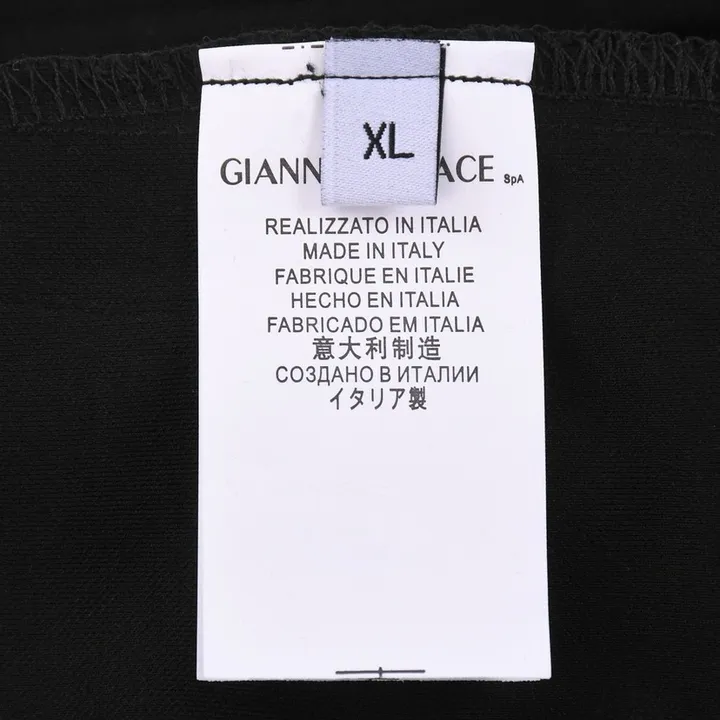 XL
GIANN ACE SpA
REALIZZATO IN ITALIA
MADE IN ITALY
FABRIQUE EN ITALIE
HECHO EN ITALIA
FABRICADO EM ITALIA
意大利制造
СОЗДАНО В ИТАЛИИ
イタリア製